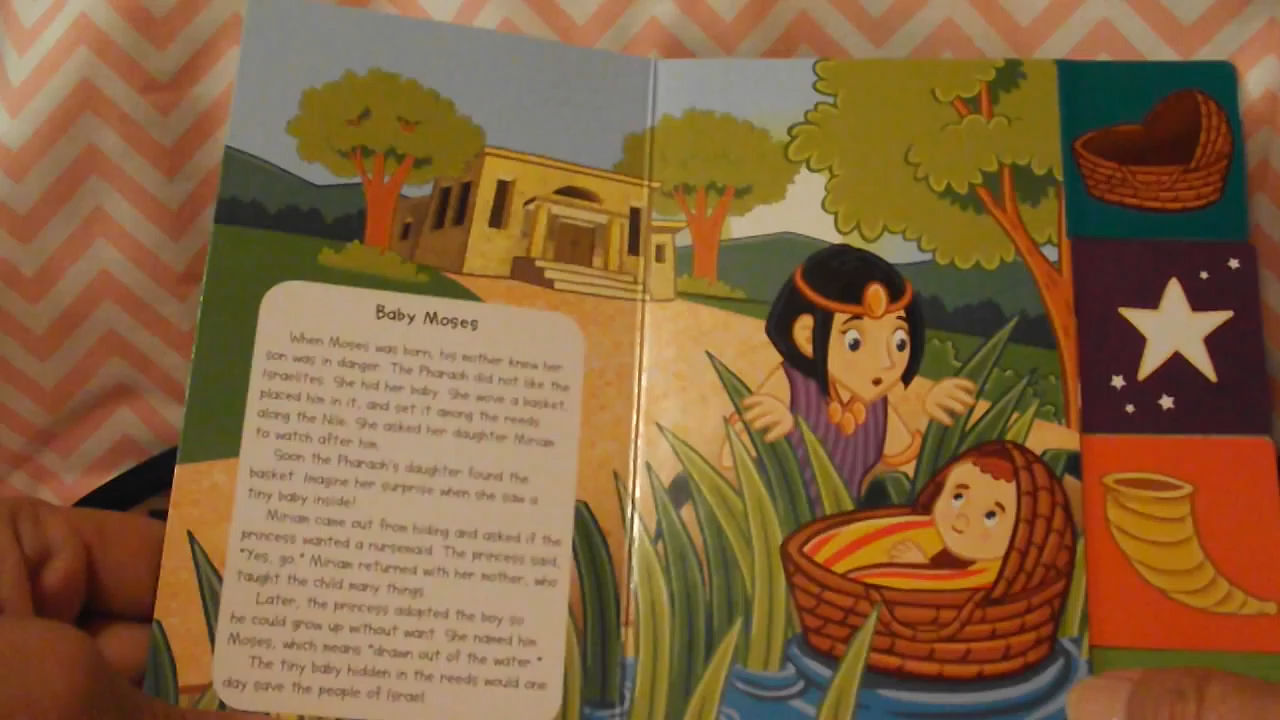 Baby Moses
When Moses was born, his mother knew her
son was in danger. The Pharaoh did not like the
Israelites. She hid her baby. She wove a basket,
placed him in it, and set it among the reeds
along the Nile. She asked her daughter Miriam
to watch after him.
Soon the Pharaoh's daughter found the
basket. Imagine her surprise when she saw a
tiny baby inside!
Miriam came out from hiding and asked if the
princess wanted a nursemaid. The princess said,
"Yes, go." Miriam returned with her mother, who
taught the child many things.
Later, the princess adopted the boy so
he could grow up without want. She named him
Moses, which means "drawn out of the water."
The tiny baby hidden in the reeds would one
day save the people of Israel.